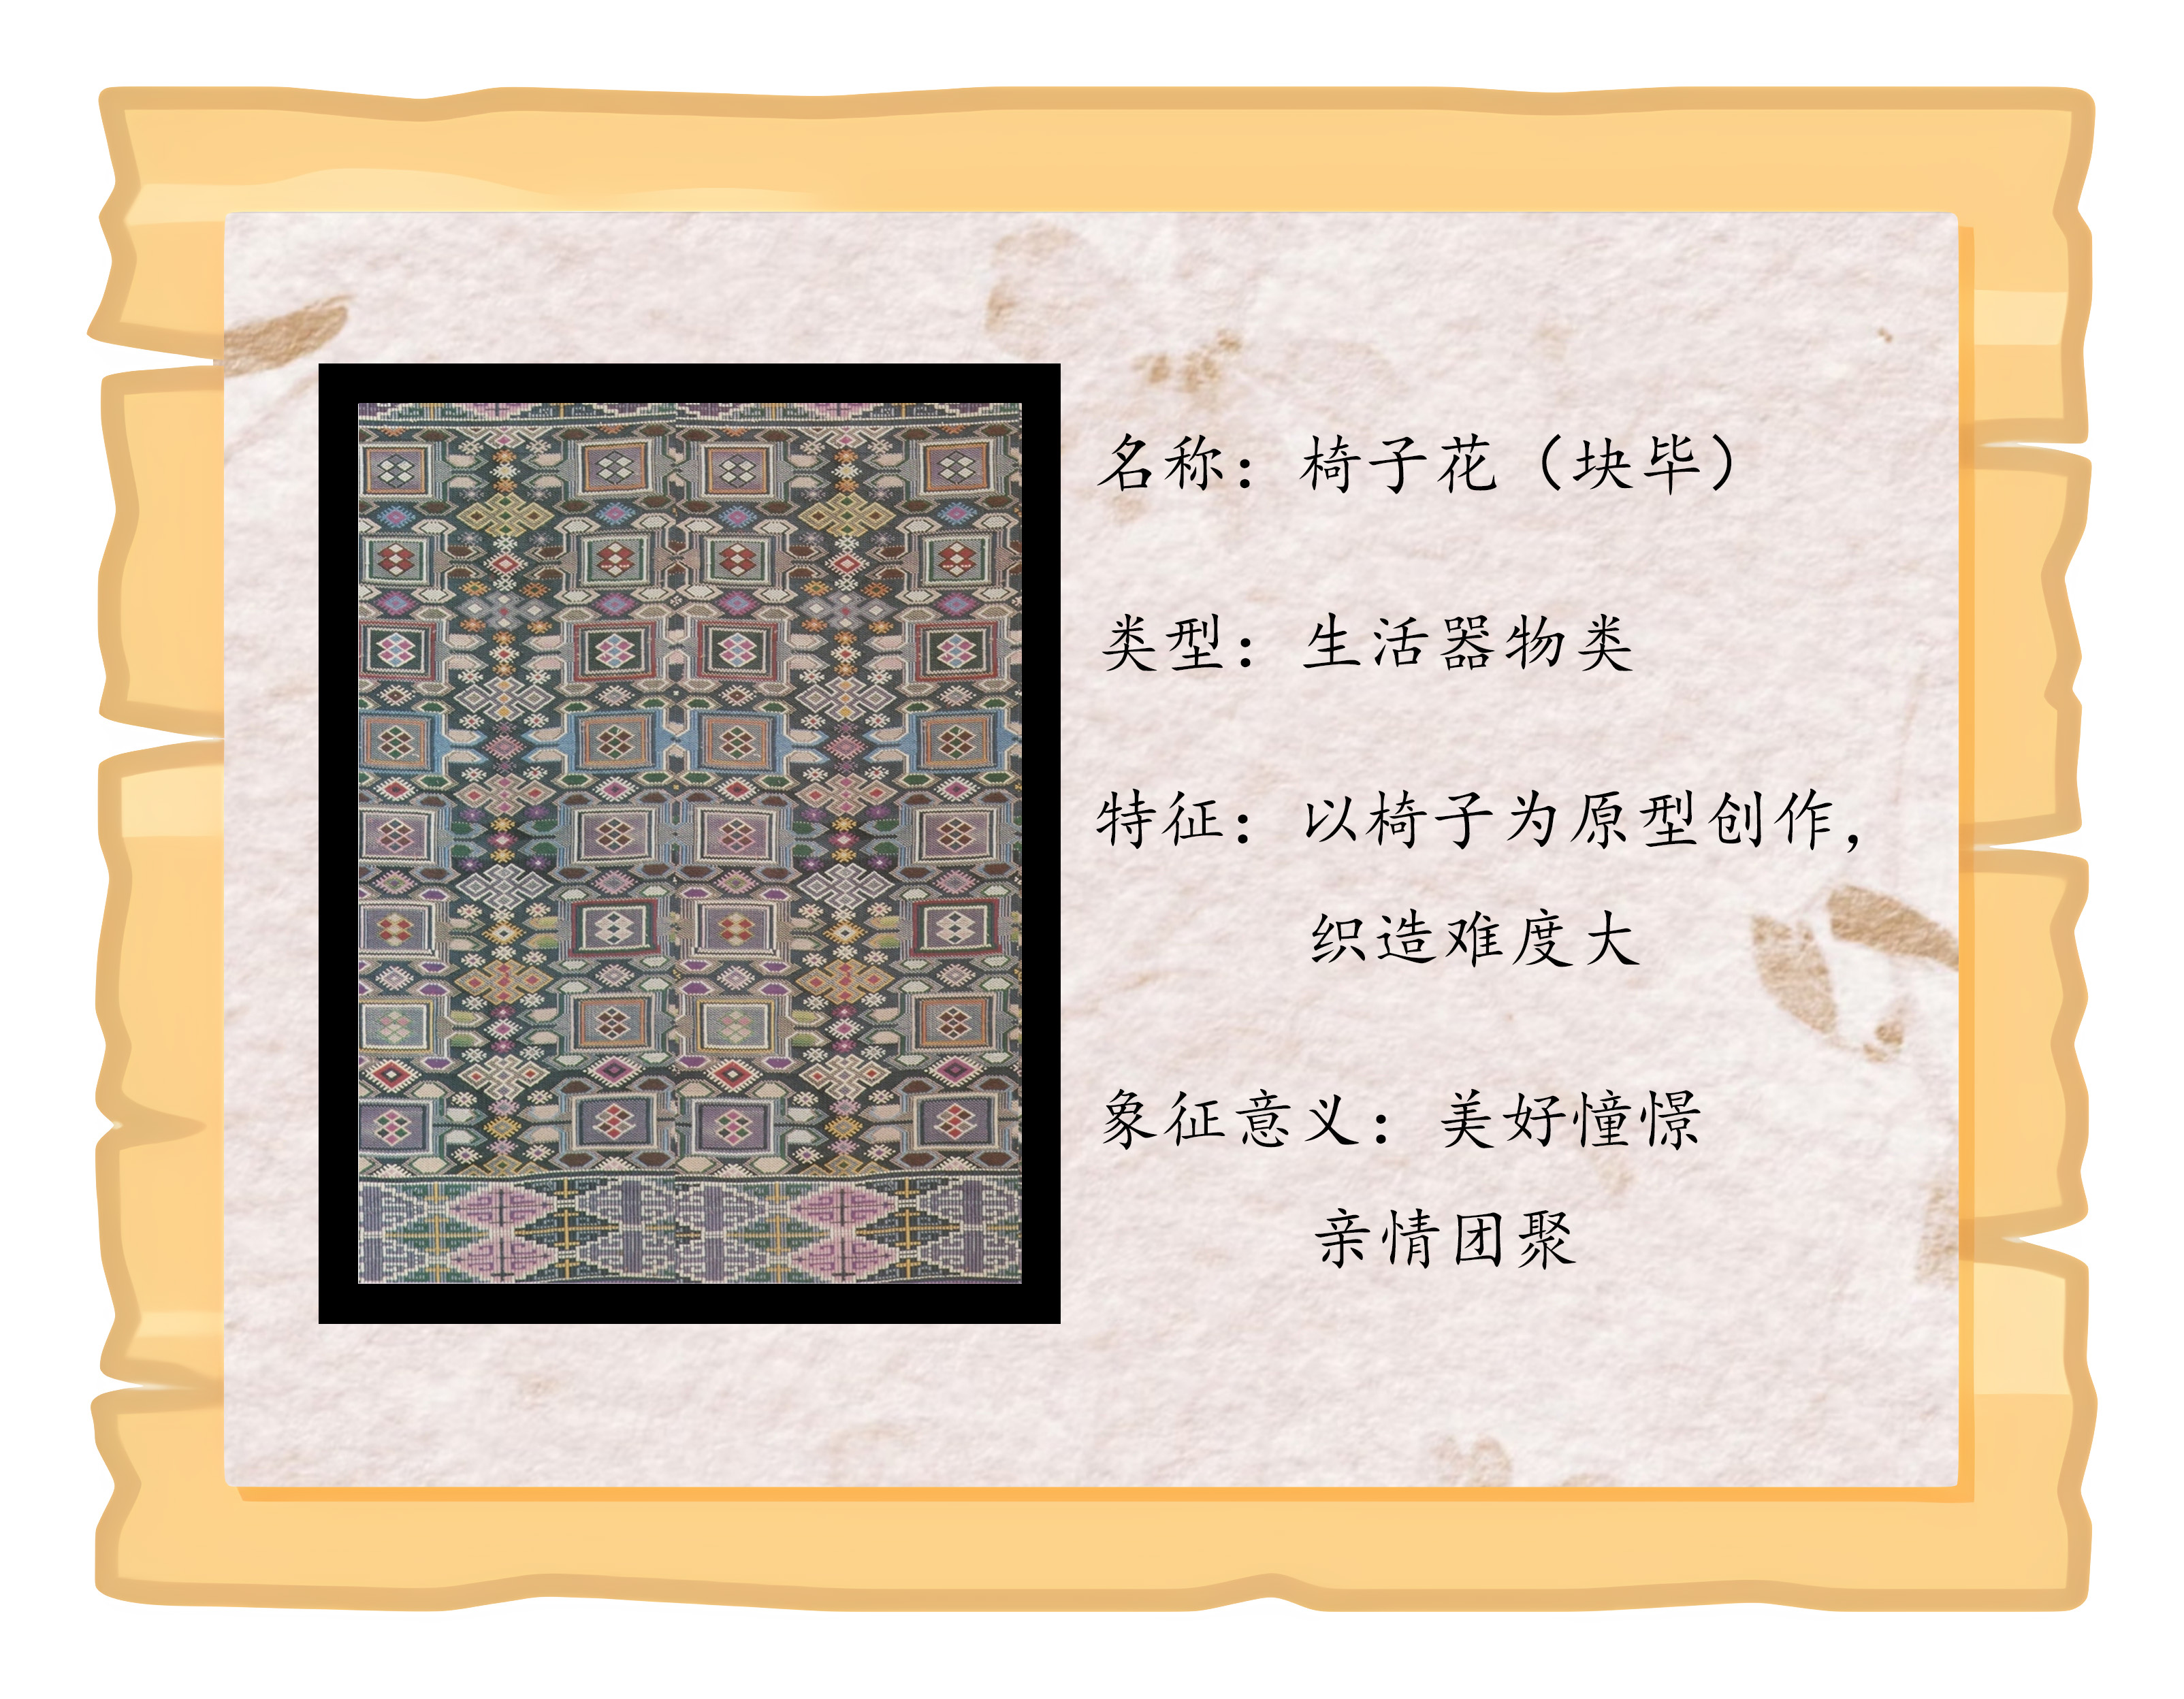 名称：椅子花（块毕）
类型：生活器物类
特征：以椅子为原型创作，
织造难度大
象征意义：美好憧憬
亲情团聚